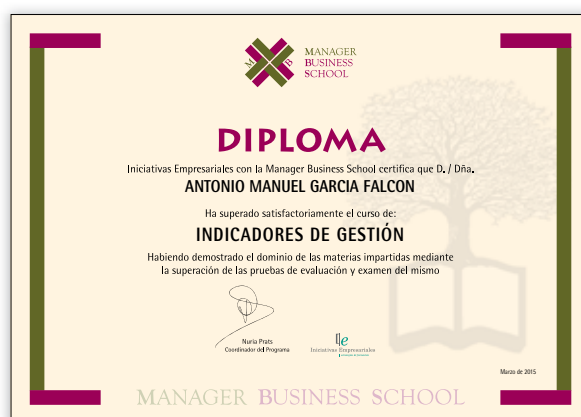 M B
MANAGER
BUSINESS
SCHOOL
DIPLOMA
Iniciativas Empresariales con la Manager Business School certifica que D. / Dña.
ANTONIO MANUEL GARCIA FALCON
Ha superado satisfactoriamente el curso de:
INDICADORES DE GESTIÓN
Habiendo demostrado el dominio de las materias impartidas mediante
la superación de las pruebas de evaluación y examen del mismo
Nuria Prats
Coordinador del Programa
Iniciativas Empresariales
Marzo de 2015
MANAGER BUSINESS SCHOOL